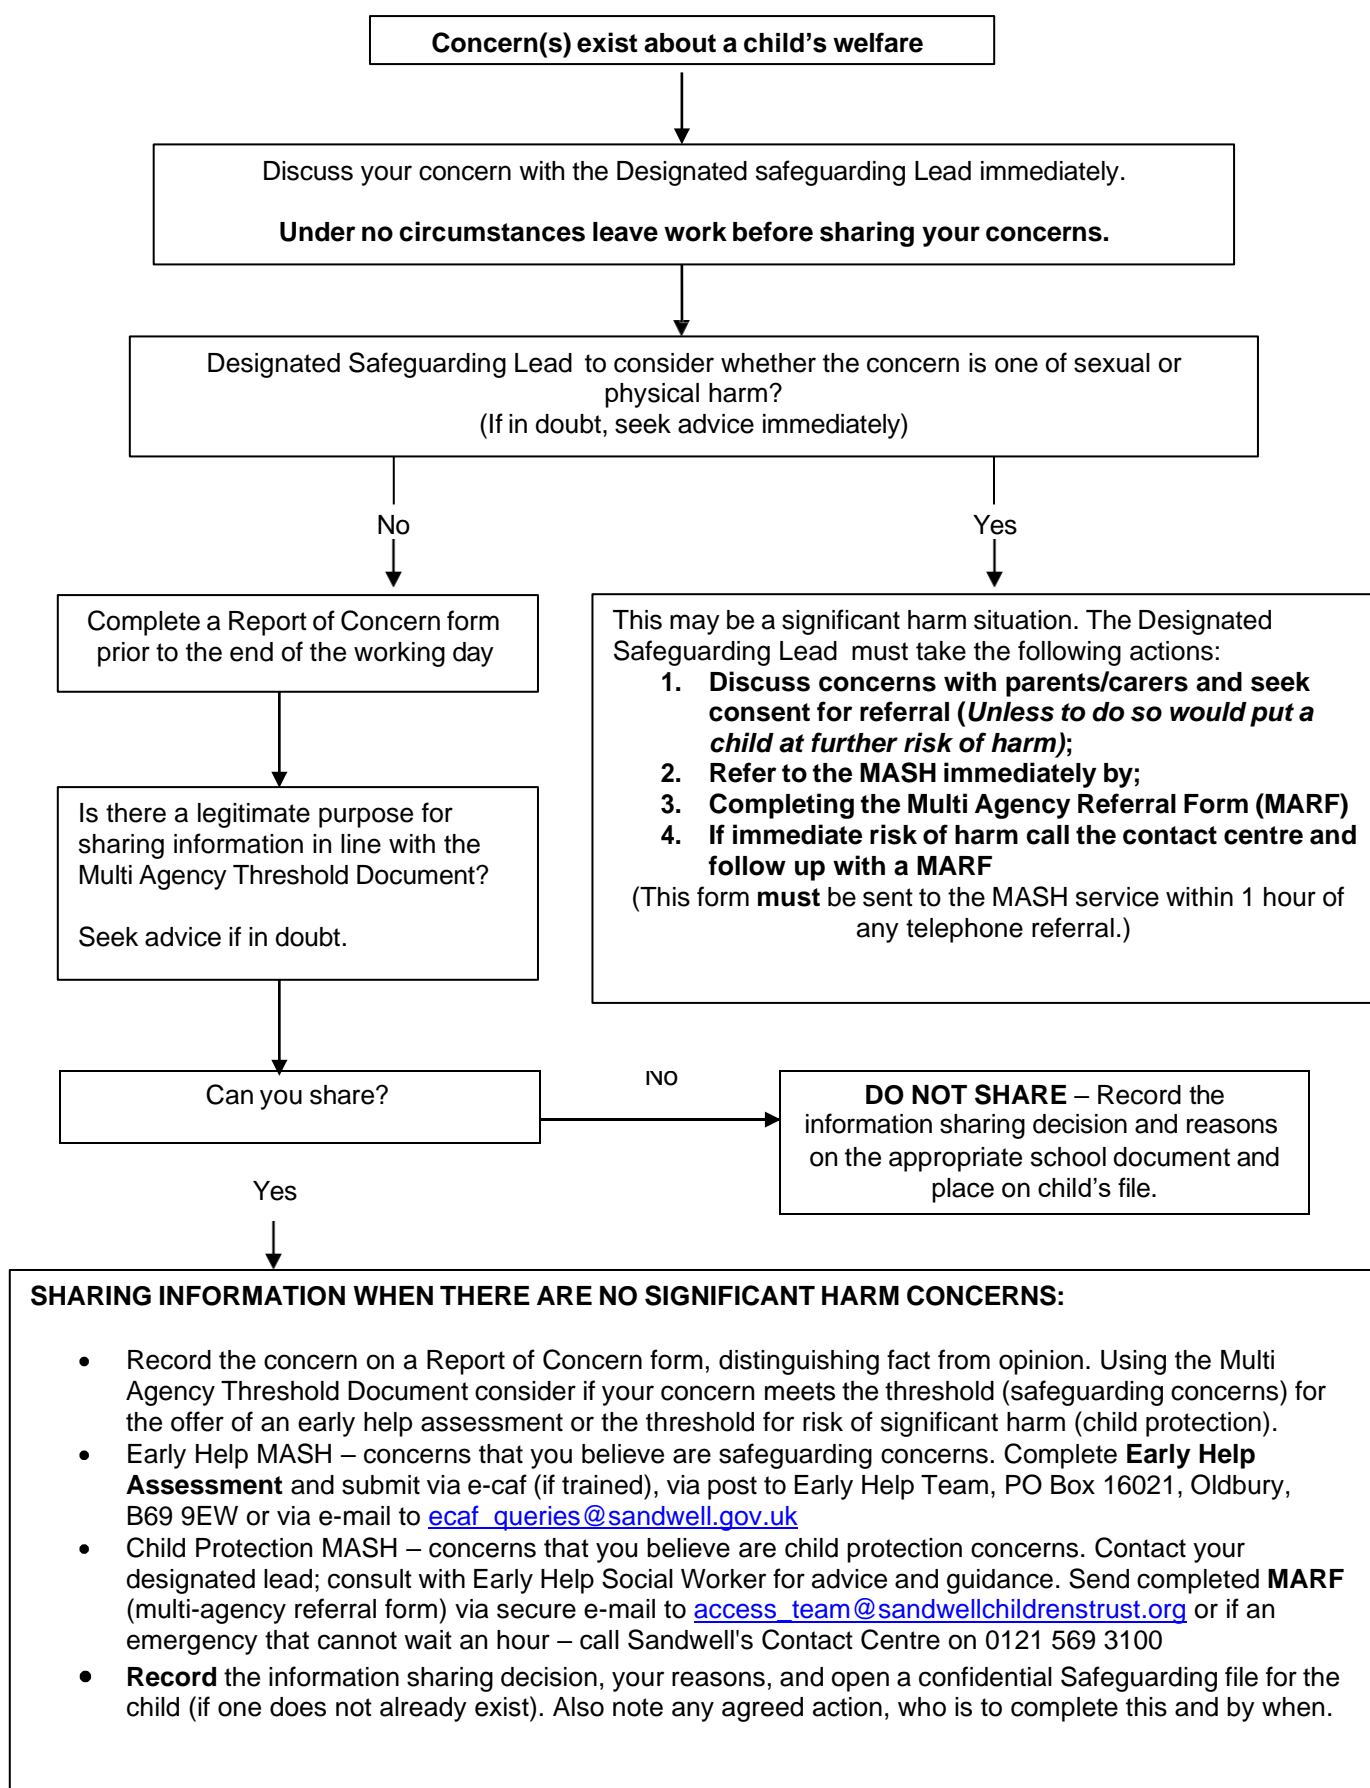 Concern(s) exist about a child’s welfare
Discuss your concern with the Designated safeguarding Lead immediately.
Under no circumstances leave work before sharing your concerns.
Designated Safeguarding Lead to consider whether the concern is one of sexual or
physical harm?
(If in doubt, seek advice immediately)
No
Yes
Complete a Report of Concern form
prior to the end of the working day
This may be a significant harm situation. The Designated
Safeguarding Lead must take the following actions:
1. Discuss concerns with parents/carers and seek
consent for referral (Unless to do so would put a
child at further risk of harm);
2. Refer to the MASH immediately by;
3. Completing the Multi Agency Referral Form (MARF)
4. If immediate risk of harm call the contact centre and
follow up with a MARF
(This form must be sent to the MASH service within 1 hour of
any telephone referral.)
Is there a legitimate purpose for
sharing information in line with the
Multi Agency Threshold Document?
Seek advice if in doubt.
Can you share?
No
DO NOT SHARE – Record the
information sharing decision and reasons
on the appropriate school document and
place on child’s file.
Yes
SHARING INFORMATION WHEN THERE ARE NO SIGNIFICANT HARM CONCERNS:
• Record the concern on a Report of Concern form, distinguishing fact from opinion. Using the Multi
Agency Threshold Document consider if your concern meets the threshold (safeguarding concerns) for
the offer of an early help assessment or the threshold for risk of significant harm (child protection).
• Early Help MASH – concerns that you believe are safeguarding concerns. Complete Early Help
Assessment and submit via e-caf (if trained), via post to Early Help Team, PO Box 16021, Oldbury,
B69 9EW or via e-mail to ecaf_queries@sandwell.gov.uk
• Child Protection MASH – concerns that you believe are child protection concerns. Contact your
designated lead; consult with Early Help Social Worker for advice and guidance. Send completed MARF
(multi-agency referral form) via secure e-mail to access_team@sandwellchildrenstrust.org or if an
emergency that cannot wait an hour – call Sandwell's Contact Centre on 0121 569 3100
• Record the information sharing decision, your reasons, and open a confidential Safeguarding file for the
child (if one does not already exist). Also note any agreed action, who is to complete this and by when.